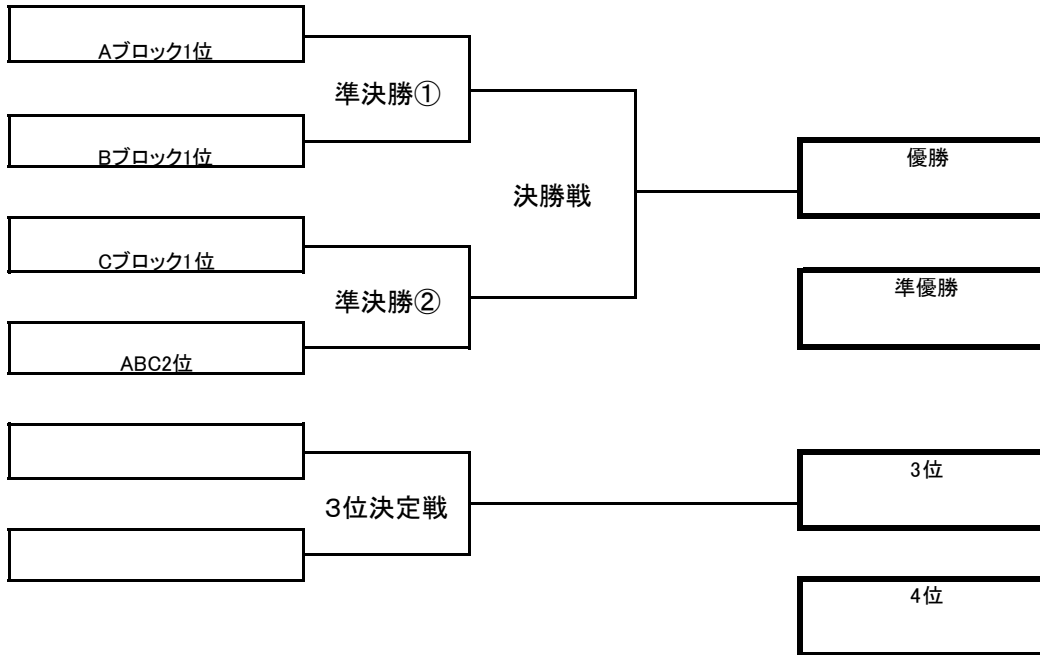 Aブロック1位
準決勝①
Bブロック1位
決勝戦
優勝
Cブロック1位
準決勝②
準優勝
ABC2位
3位決定戦
3位
4位